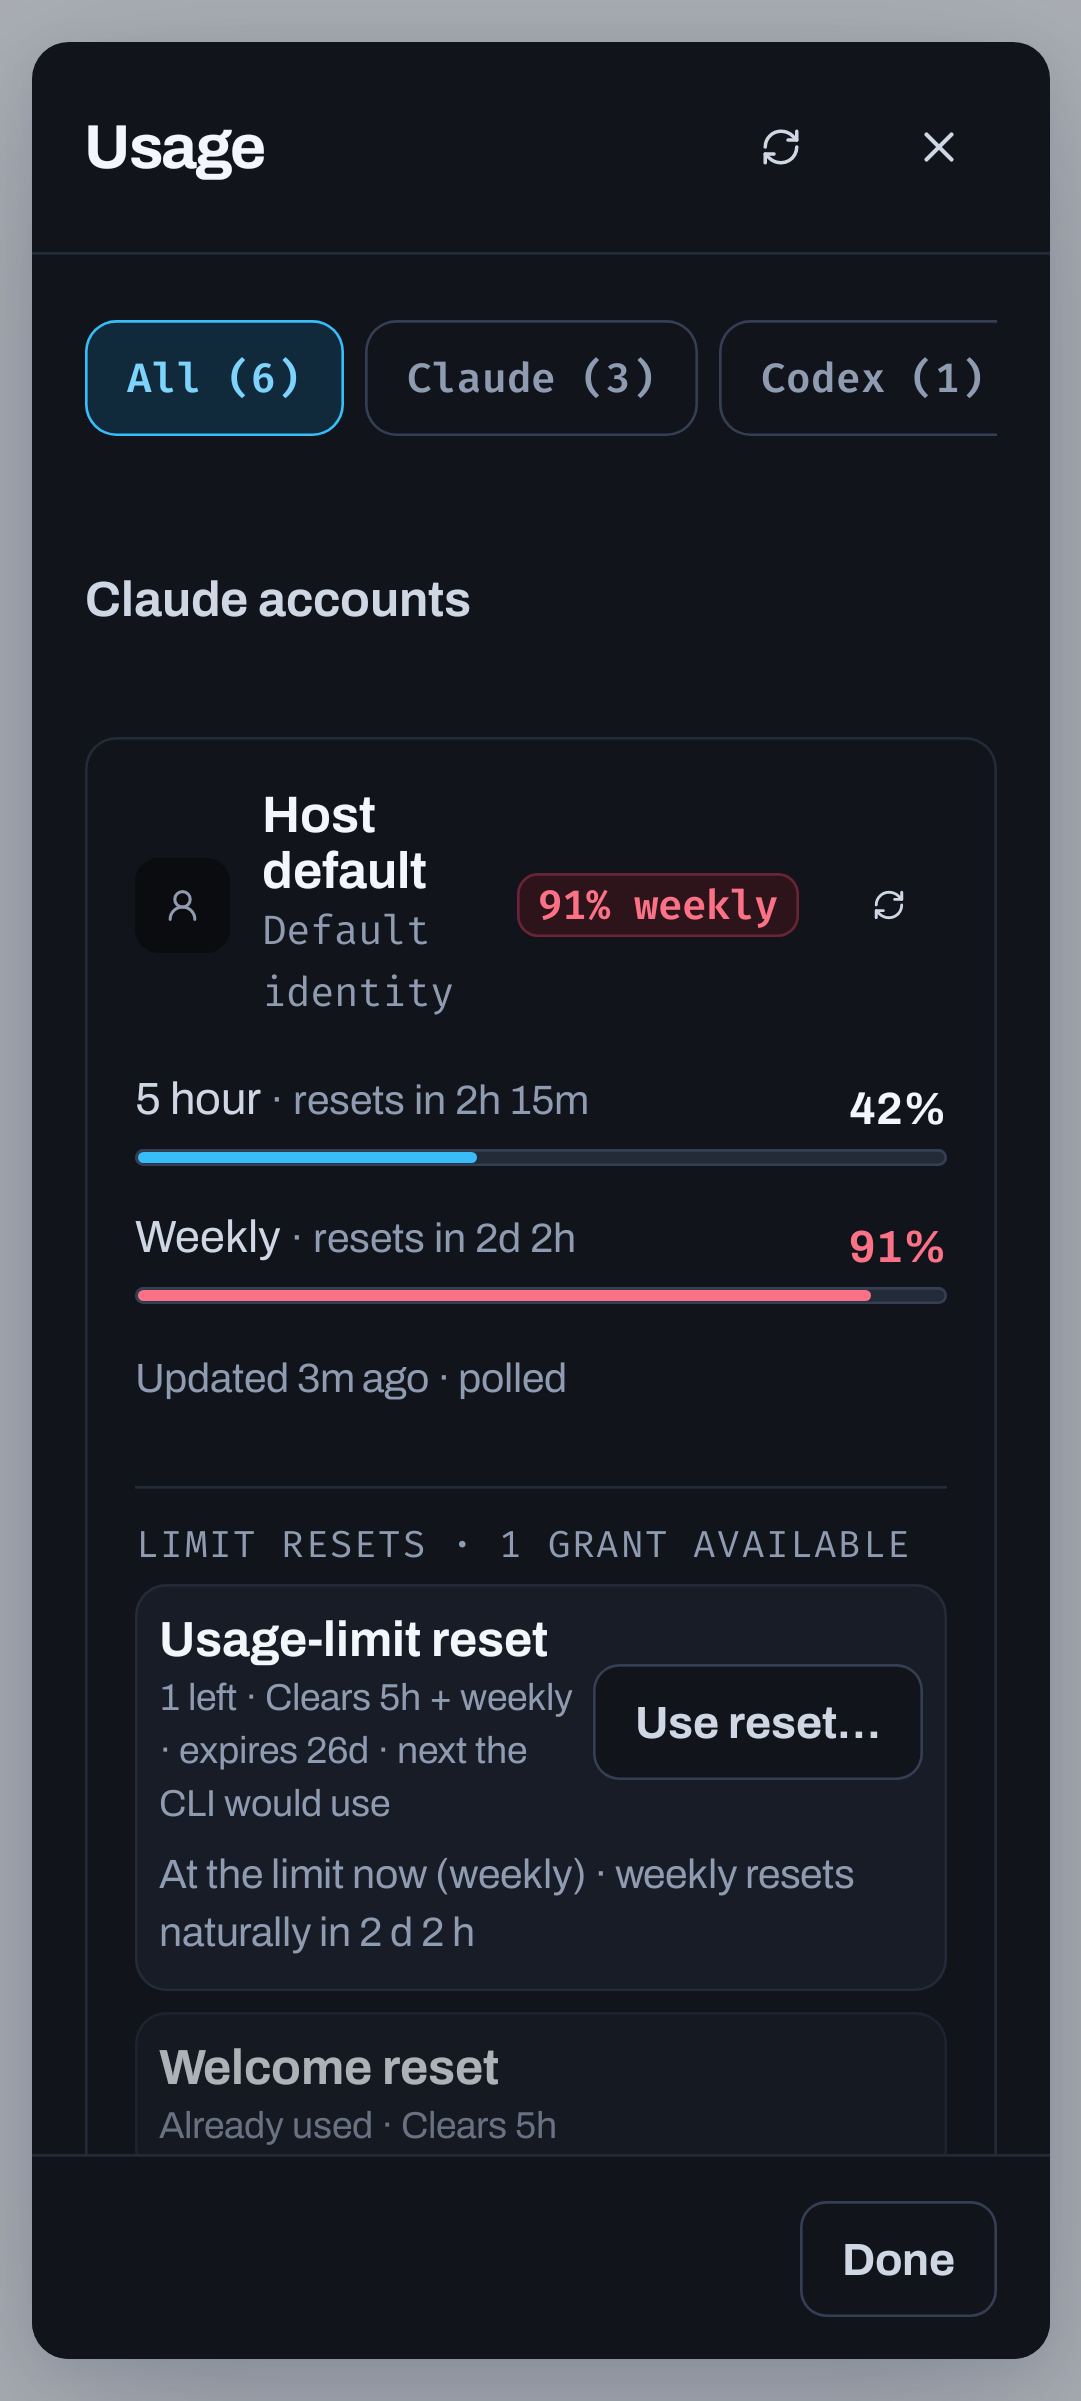 Usage
All (6)
Claude (3)
Codex (1)
Claude accounts
Host
default
Default
identity
91% weekly
5 hour · resets in 2h 15m
42%
Weekly · resets in 2d 2h
91%
Updated 3m ago · polled
LIMIT RESETS · 1 GRANT AVAILABLE
Usage-limit reset
1 left · Clears 5h + weekly
· expires 26d · next the
CLI would use
Use reset...
At the limit now (weekly) · weekly resets
naturally in 2 d 2 h
Welcome reset
Already used · Clears 5h
Done